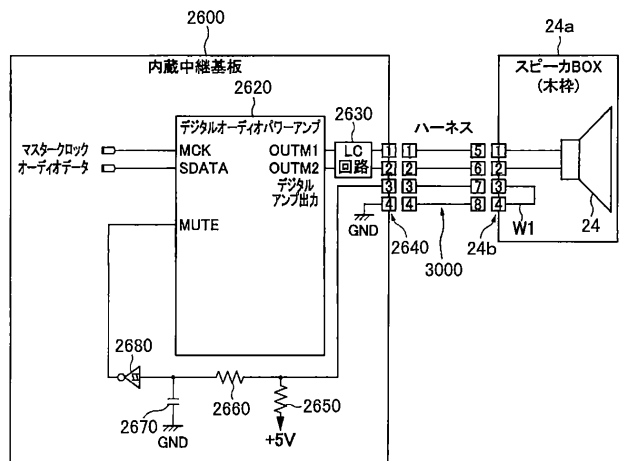 2600
24a
内蔵中継基板
スピーカBOX
(木枠)
2620
2630
デジタルオーディオパワーアンプ
ハーネス
マスタークロック
MCK
OUTM1
LC
回路
1 1 5 1
オーディオデータ
SDATA
OUTM2
2 2 6 2
デジタル
アンプ出力
3 3 7 3
4 4 8 4
GND
MUTE
2640
3000
24b
W1
24
2680
2670
GND
2660
2650
+5V